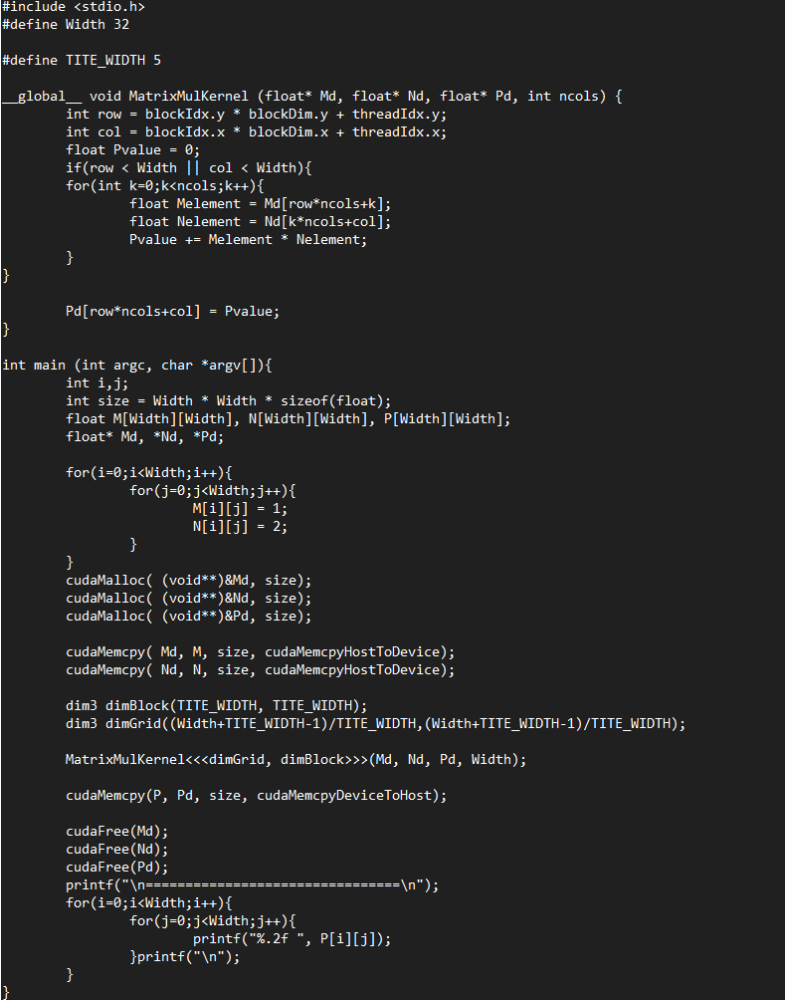 #include <stdio.h>
#define Width 32

#define TITE_WIDTH 5

__global__ void MatrixMulKernel (float* Md, float* Nd, float* Pd, int ncols) {
        int row = blockIdx.y * blockDim.y + threadIdx.y;
        int col = blockIdx.x * blockDim.x + threadIdx.x;
        float Pvalue = 0;
        if(row < Width || col < Width){
        for(int k=0;k<ncols;k++){
                float Melement = Md[row*ncols+k];
                float Nelement = Nd[k*ncols+col];
                Pvalue += Melement * Nelement;
        }
}

        Pd[row*ncols+col] = Pvalue;
}

int main (int argc, char *argv[]){
        int i,j;
        int size = Width * Width * sizeof(float);
        float M[Width][Width], N[Width][Width], P[Width][Width];
        float* Md, *Nd, *Pd;

        for(i=0;i<Width;i++){
                for(j=0;j<Width;j++){
                        M[i][j] = 1;
                        N[i][j] = 2;
                }
        }
        cudaMalloc( (void**)&Md, size);
        cudaMalloc( (void**)&Nd, size);
        cudaMalloc( (void**)&Pd, size);

        cudaMemcpy( Md, M, size, cudaMemcpyHostToDevice);
        cudaMemcpy( Nd, N, size, cudaMemcpyHostToDevice);

        dim3 dimBlock(TITE_WIDTH, TITE_WIDTH);
        dim3 dimGrid((Width+TITE_WIDTH-1)/TITE_WIDTH,(Width+TITE_WIDTH-1)/TITE_WIDTH);

        MatrixMulKernel<<<dimGrid, dimBlock>>>(Md, Nd, Pd, Width);

        cudaMemcpy(P, Pd, size, cudaMemcpyDeviceToHost);

        cudaFree(Md);
        cudaFree(Nd);
        cudaFree(Pd);
        printf("\n================================\n");
        for(i=0;i<Width;i++){
                for(j=0;j<Width;j++){
                        printf("%.2f ", P[i][j]);
                }printf("\n");
        }
}